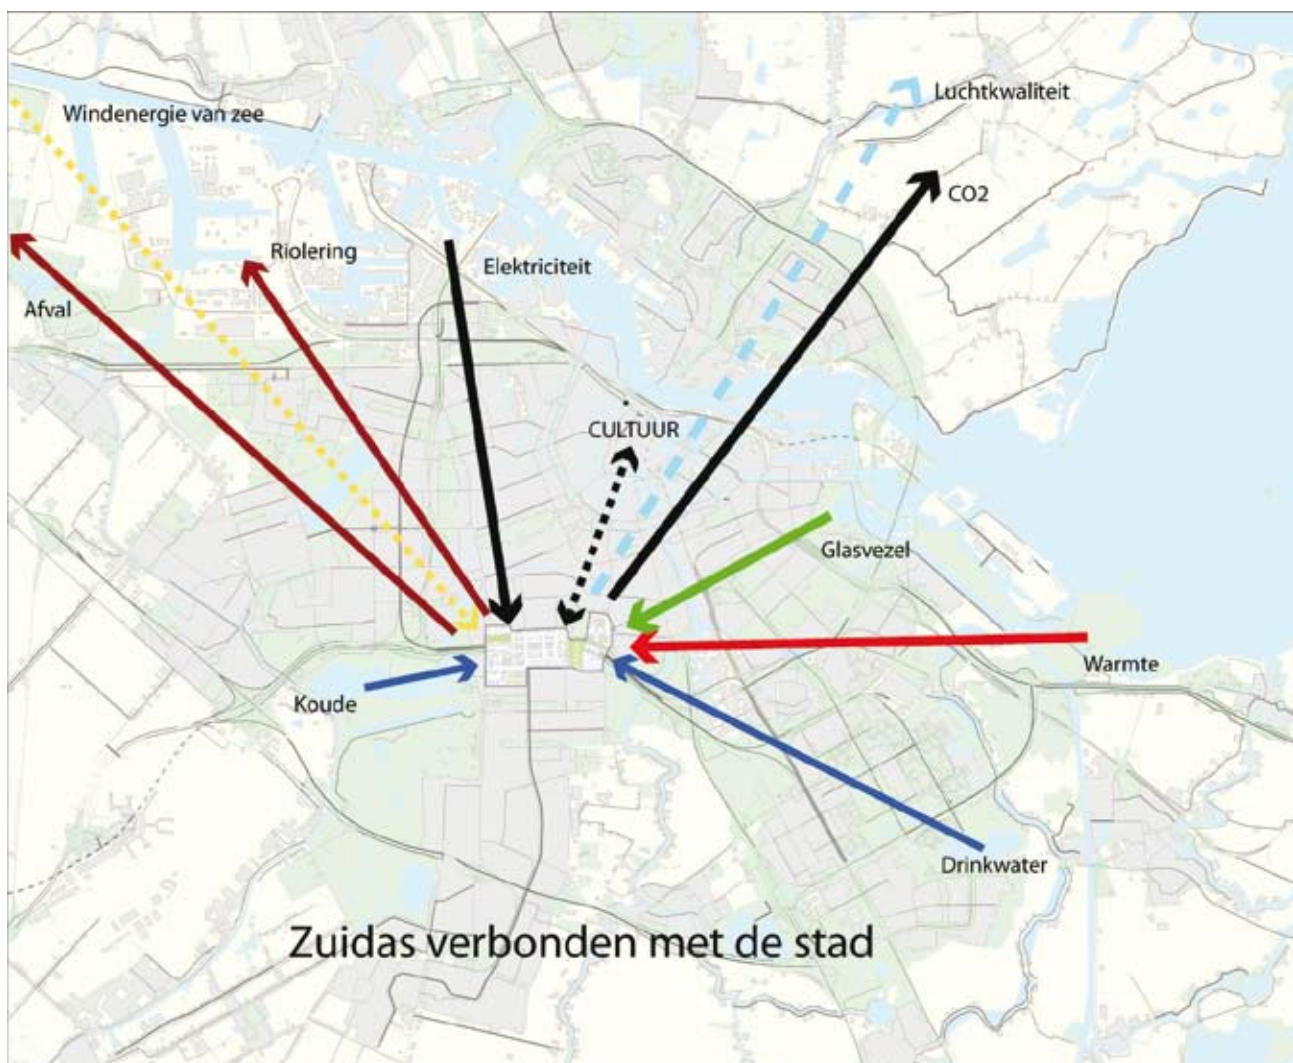 Luchtkwaliteit
Windenergie van zee
CO2
Riolering
Elektriciteit
Afval
CULTUUR
Glasvezel
Warmte
Koude
Drinkwater
Zuidas verbonden met de stad